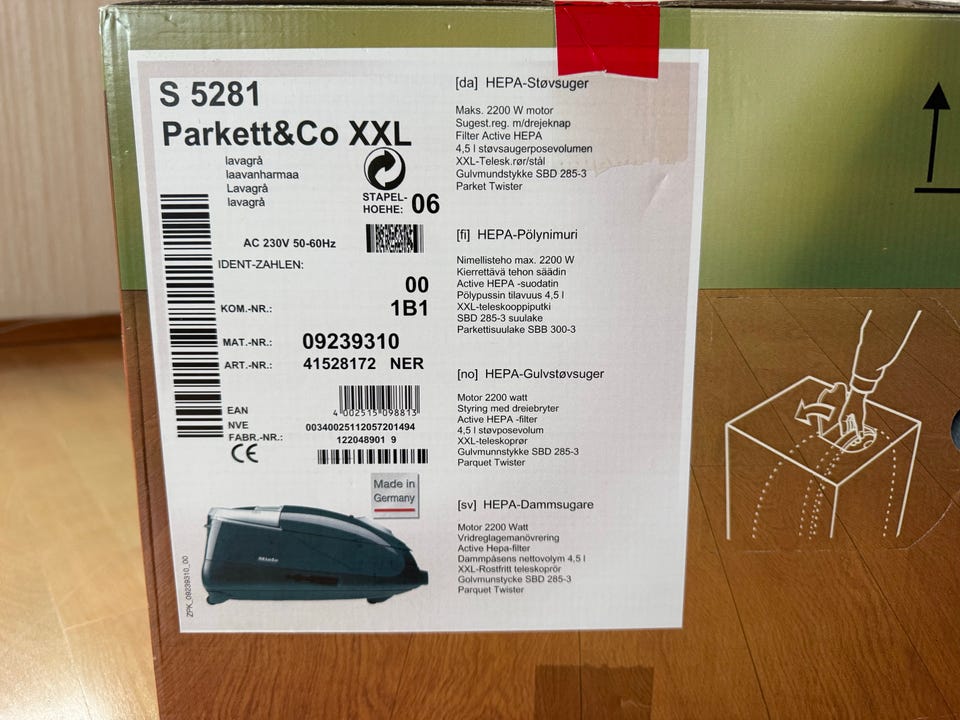 S 5281
Parkett&Co XXL
lavagrå
laavanharmaa
Lavagrå
lavagrå
STAPEL-
HOEHE: 06
AC 230V 50-60Hz
IDENT-ZAHLEN:
00
KOM.-NR.: 1B1
MAT.-NR.: 09239310
ART.-NR.: 41528172 NER
EAN
4 002515 098813
NVE 00340025112057201494
FABR.-NR.: 122048901 9
CE
Made in
Germany
Miele
ZPK_09239310_00
[da] HEPA-Støvsuger
Maks. 2200 W motor
Sugest.reg. m/drejeknap
Filter Active HEPA
4,5 l støvsaugerposevolumen
XXL-Telesk.rør/stål
Gulvmundstykke SBD 285-3
Parket Twister
[fi] HEPA-Pölynimuri
Nimellisteho max. 2200 W
Kierrettävä tehon säädin
Active HEPA -suodatin
Pölypussin tilavuus 4,5 l
XXL-teleskooppiputki
SBD 285-3 suulake
Parkettisuulake SBB 300-3
[no] HEPA-Gulvstøvsuger
Motor 2200 watt
Styring med dreiebryter
Active HEPA -filter
4,5 l støvposevolum
XXL-teleskoprør
Gulvmunnstykke SBD 285-3
Parquet Twister
[sv] HEPA-Dammsugare
Motor 2200 Watt
Vridreglagemanövrering
Active Hepa-filter
Dammpåsens nettovolym 4,5 l
XXL-Rostfritt teleskoprör
Golvmunstycke SBD 285-3
Parquet Twister